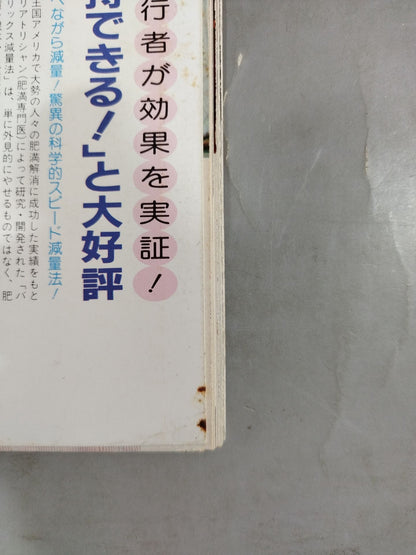 行者が効果を実証!
持できる!」と大好評
べながら減量!驚異の科学的スピード減量法!
王国アメリカで大勢の人々の肥満解消に成功した実績をもと
リアトリシャン(肥満専門医)によって研究・開発された「バ
リックス減量法」は、単に外見的にやせるものではなく、肥